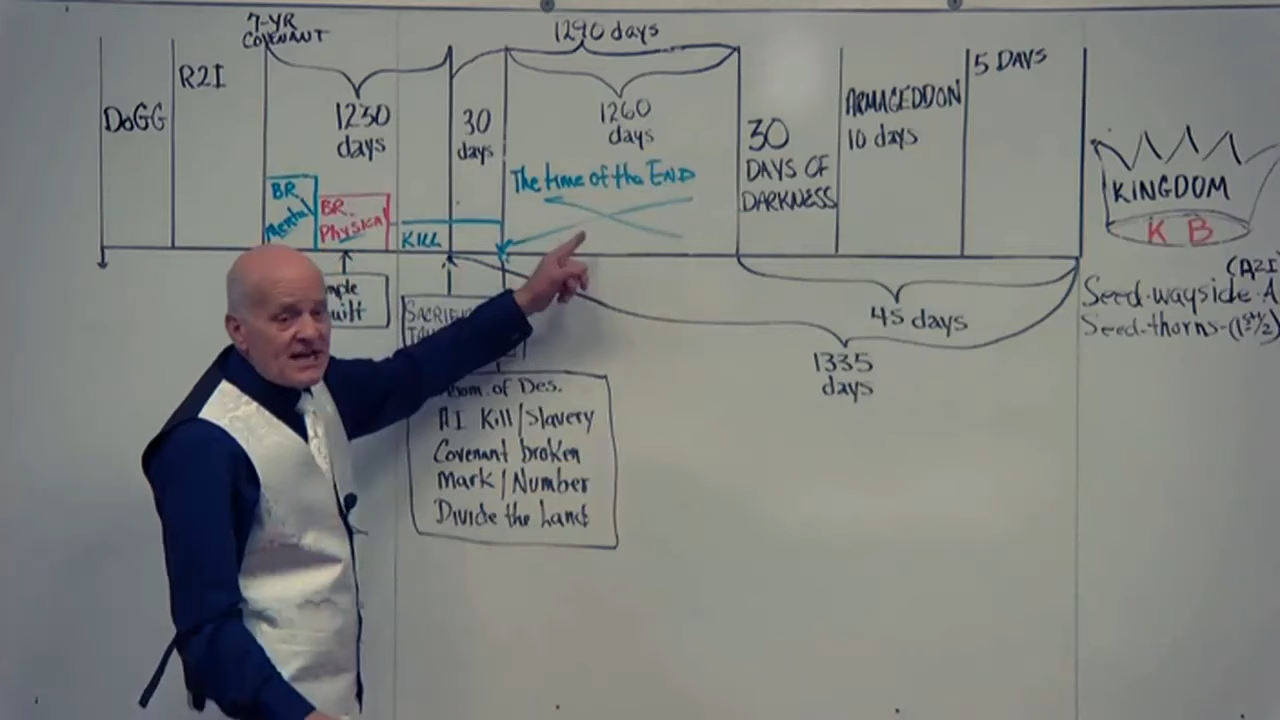 7-YR
COVENANT
1290 days
DoGG
R2I
1230
days
30
days
1260
days
The time of the END
BR
Mental
BR.
Physical
KILL
30
DAYS OF
DARKNESS
ARMAGEDDON
10 days
5 DAYS
KINGDOM
K B
(A2I
Seed-wayside-A
Seed-thorns-(1st 1/2)
45 days
1335
days
of Des.
AI Kill/Slavery
Covenant broken
Mark/Number
Divide the Land